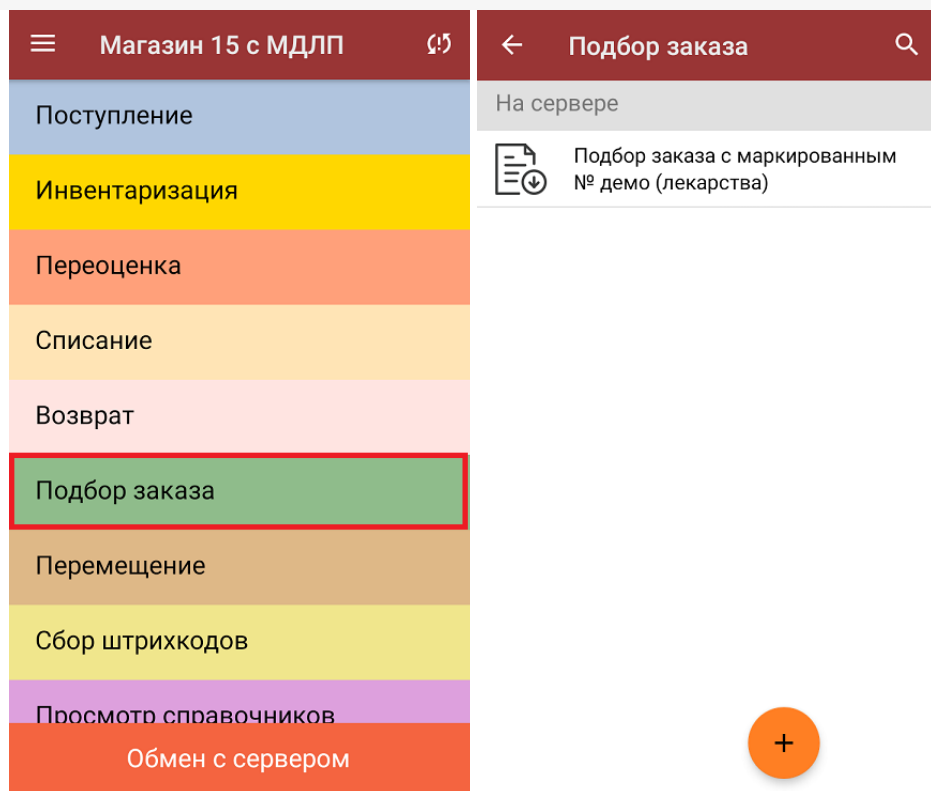 Магазин 15 с МДЛП
Поступление
Инвентаризация
Переоценка
Списание
Возврат
Подбор заказа
Перемещение
Сбор штрихкодов
Просмотр справочников
Обмен с сервером
Подбор заказа
На сервере
Подбор заказа с маркированным
№ демо (лекарства)
+